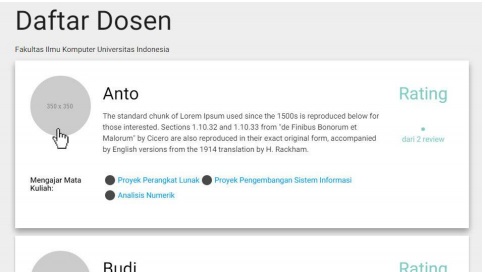 Daftar Dosen
Fakultas Ilmu Komputer Universitas Indonesia
350 x 350
Anto
Rating
The standard chunk of Lorem Ipsum used since the 1500s is reproduced below for
those interested. Sections 1.10.32 and 1.10.33 from "de Finibus Bonorum et
Malorum" by Cicero are also reproduced in their exact original form, accompanied
by English versions from the 1914 translation by H. Rackham.
dari 2 review
Mengajar Mata
Kuliah:
Proyek Perangkat Lunak Proyek Pengembangan Sistem Informasi
Analisis Numerik
Budi
Rating